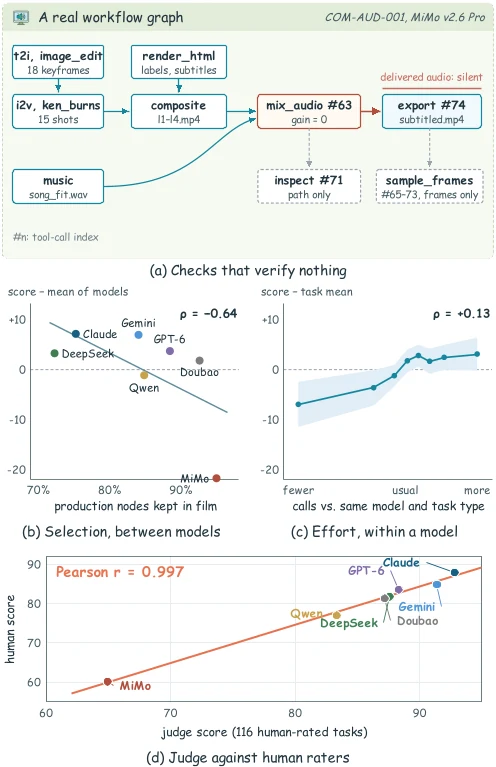 A real workflow graph
COM-AUD-001, MiMo v2.6 Pro
t2i, image_edit
18 keyframes
render_html
labels, subtitles
delivered audio: silent
i2v, ken_burns
15 shots
composite
l1–l4.mp4
mix_audio #63
gain = 0
export #74
subtitled.mp4
music
song_fit.wav
inspect #71
path only
sample_frames
#65–73, frames only
#n: tool-call index
(a) Checks that verify nothing
score – mean of models
ρ = −0.64
+10
0
-10
-20
Claude
Gemini
GPT-6
DeepSeek
Doubao
Qwen
MiMo
70%
80%
90%
production nodes kept in film
(b) Selection, between models
score – task mean
ρ = +0.13
+10
0
-10
-20
fewer
usual
more
calls vs. same model and task type
(c) Effort, within a model
Pearson r = 0.997
90
80
70
60
human score
Claude
GPT-6
Gemini
Qwen
DeepSeek
Doubao
MiMo
60
70
80
90
judge score (116 human-rated tasks)
(d) Judge against human raters